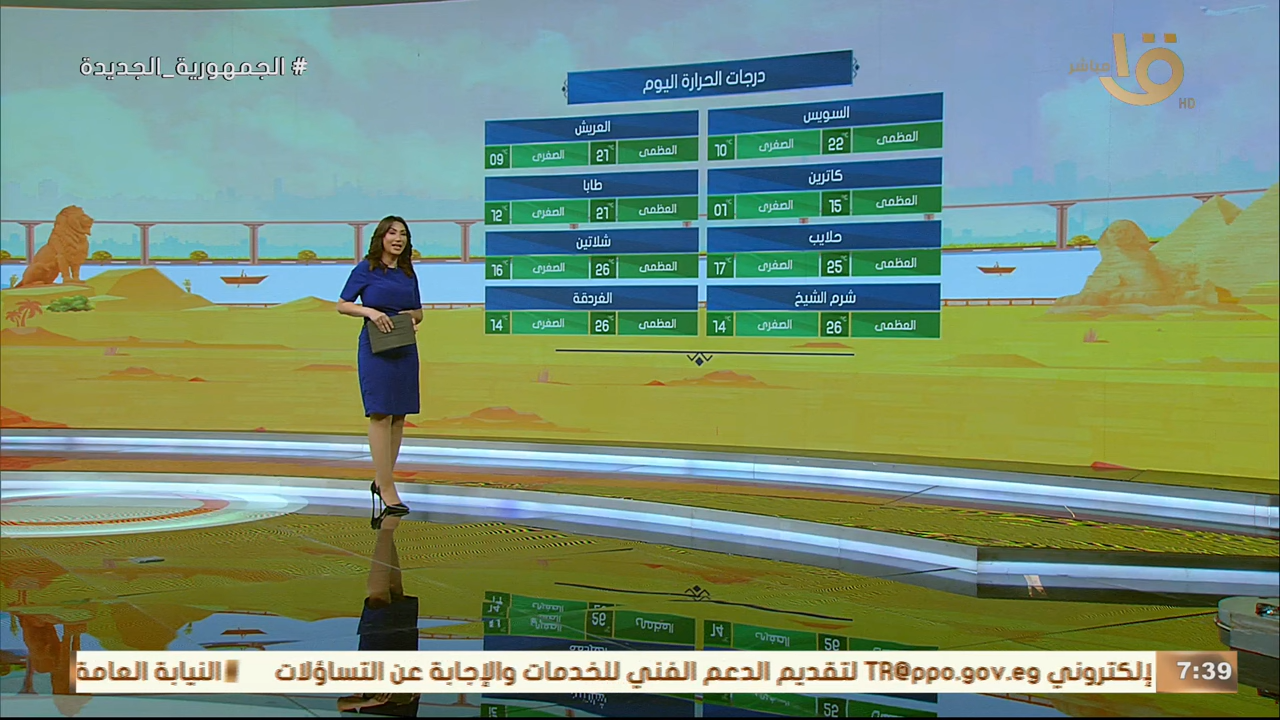 # الجمهورية_الجديدة
مباشر
HD
درجات الحرارة اليوم
السويس
العظمى 22°c الصغرى 10°c
العريش
العظمى 21°c الصغرى 09°c
كاترين
العظمى 15°c الصغرى 01°c
طابا
العظمى 21°c الصغرى 12°c
حلايب
العظمى 25°c الصغرى 17°c
شلاتين
العظمى 26°c الصغرى 16°c
شرم الشيخ
العظمى 26°c الصغرى 14°c
الغردقة
العظمى 26°c الصغرى 14°c
7:39
إلكتروني TR@ppo.gov.eg لتقديم الدعم الفني للخدمات والإجابة عن التساؤلات
النيابة العامة